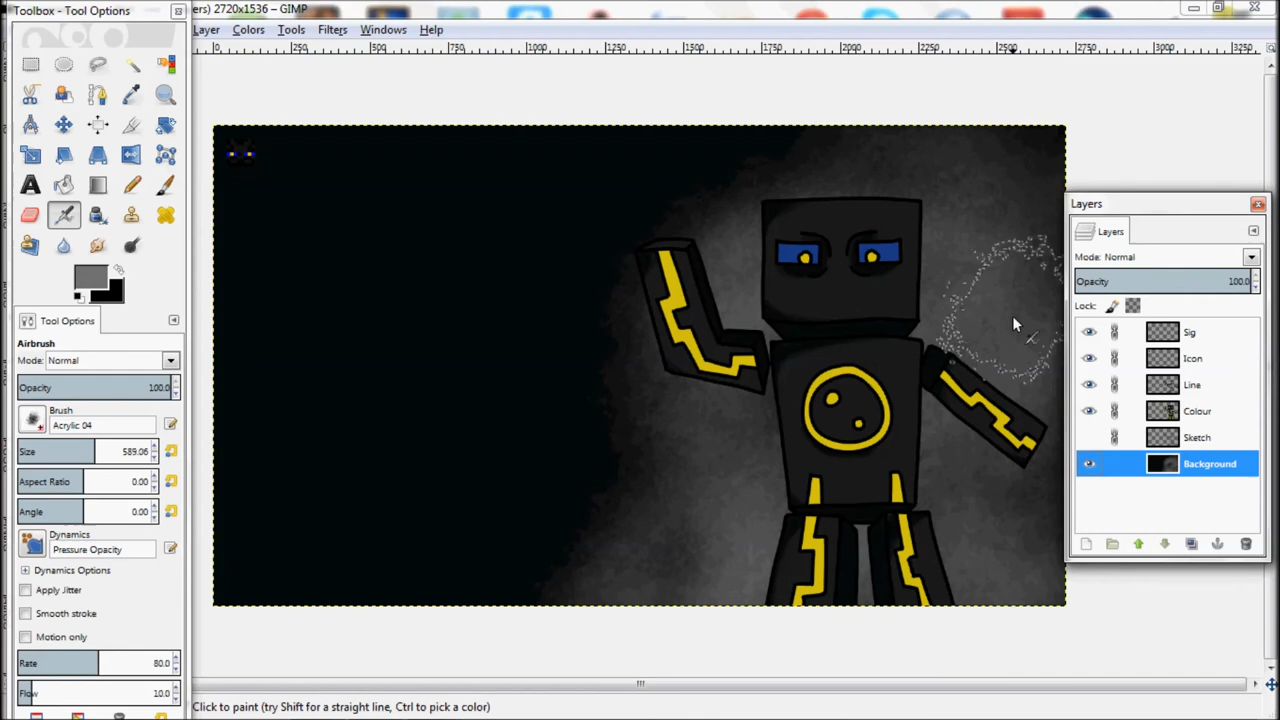 Toolbox - Tool Options
ers) 2720x1536 – GIMP
Layer Colors Tools Filters Windows Help
0 250 500 750 1000 1250 1500 1750 2000 2250 2500 2750 3000 3250
Layers
Layers
Mode: Normal
Opacity 100.0
Lock:
Sig
Icon
Line
Colour
Sketch
Background
Tool Options
Airbrush
Mode: Normal
Opacity 100.0
Brush
Acrylic 04
Size 589.06
Aspect Ratio 0.00
Angle 0.00
Dynamics
Pressure Opacity
Dynamics Options
Apply Jitter
Smooth stroke
Motion only
Rate 80.0
Flow 10.0
Click to paint (try Shift for a straight line, Ctrl to pick a color)